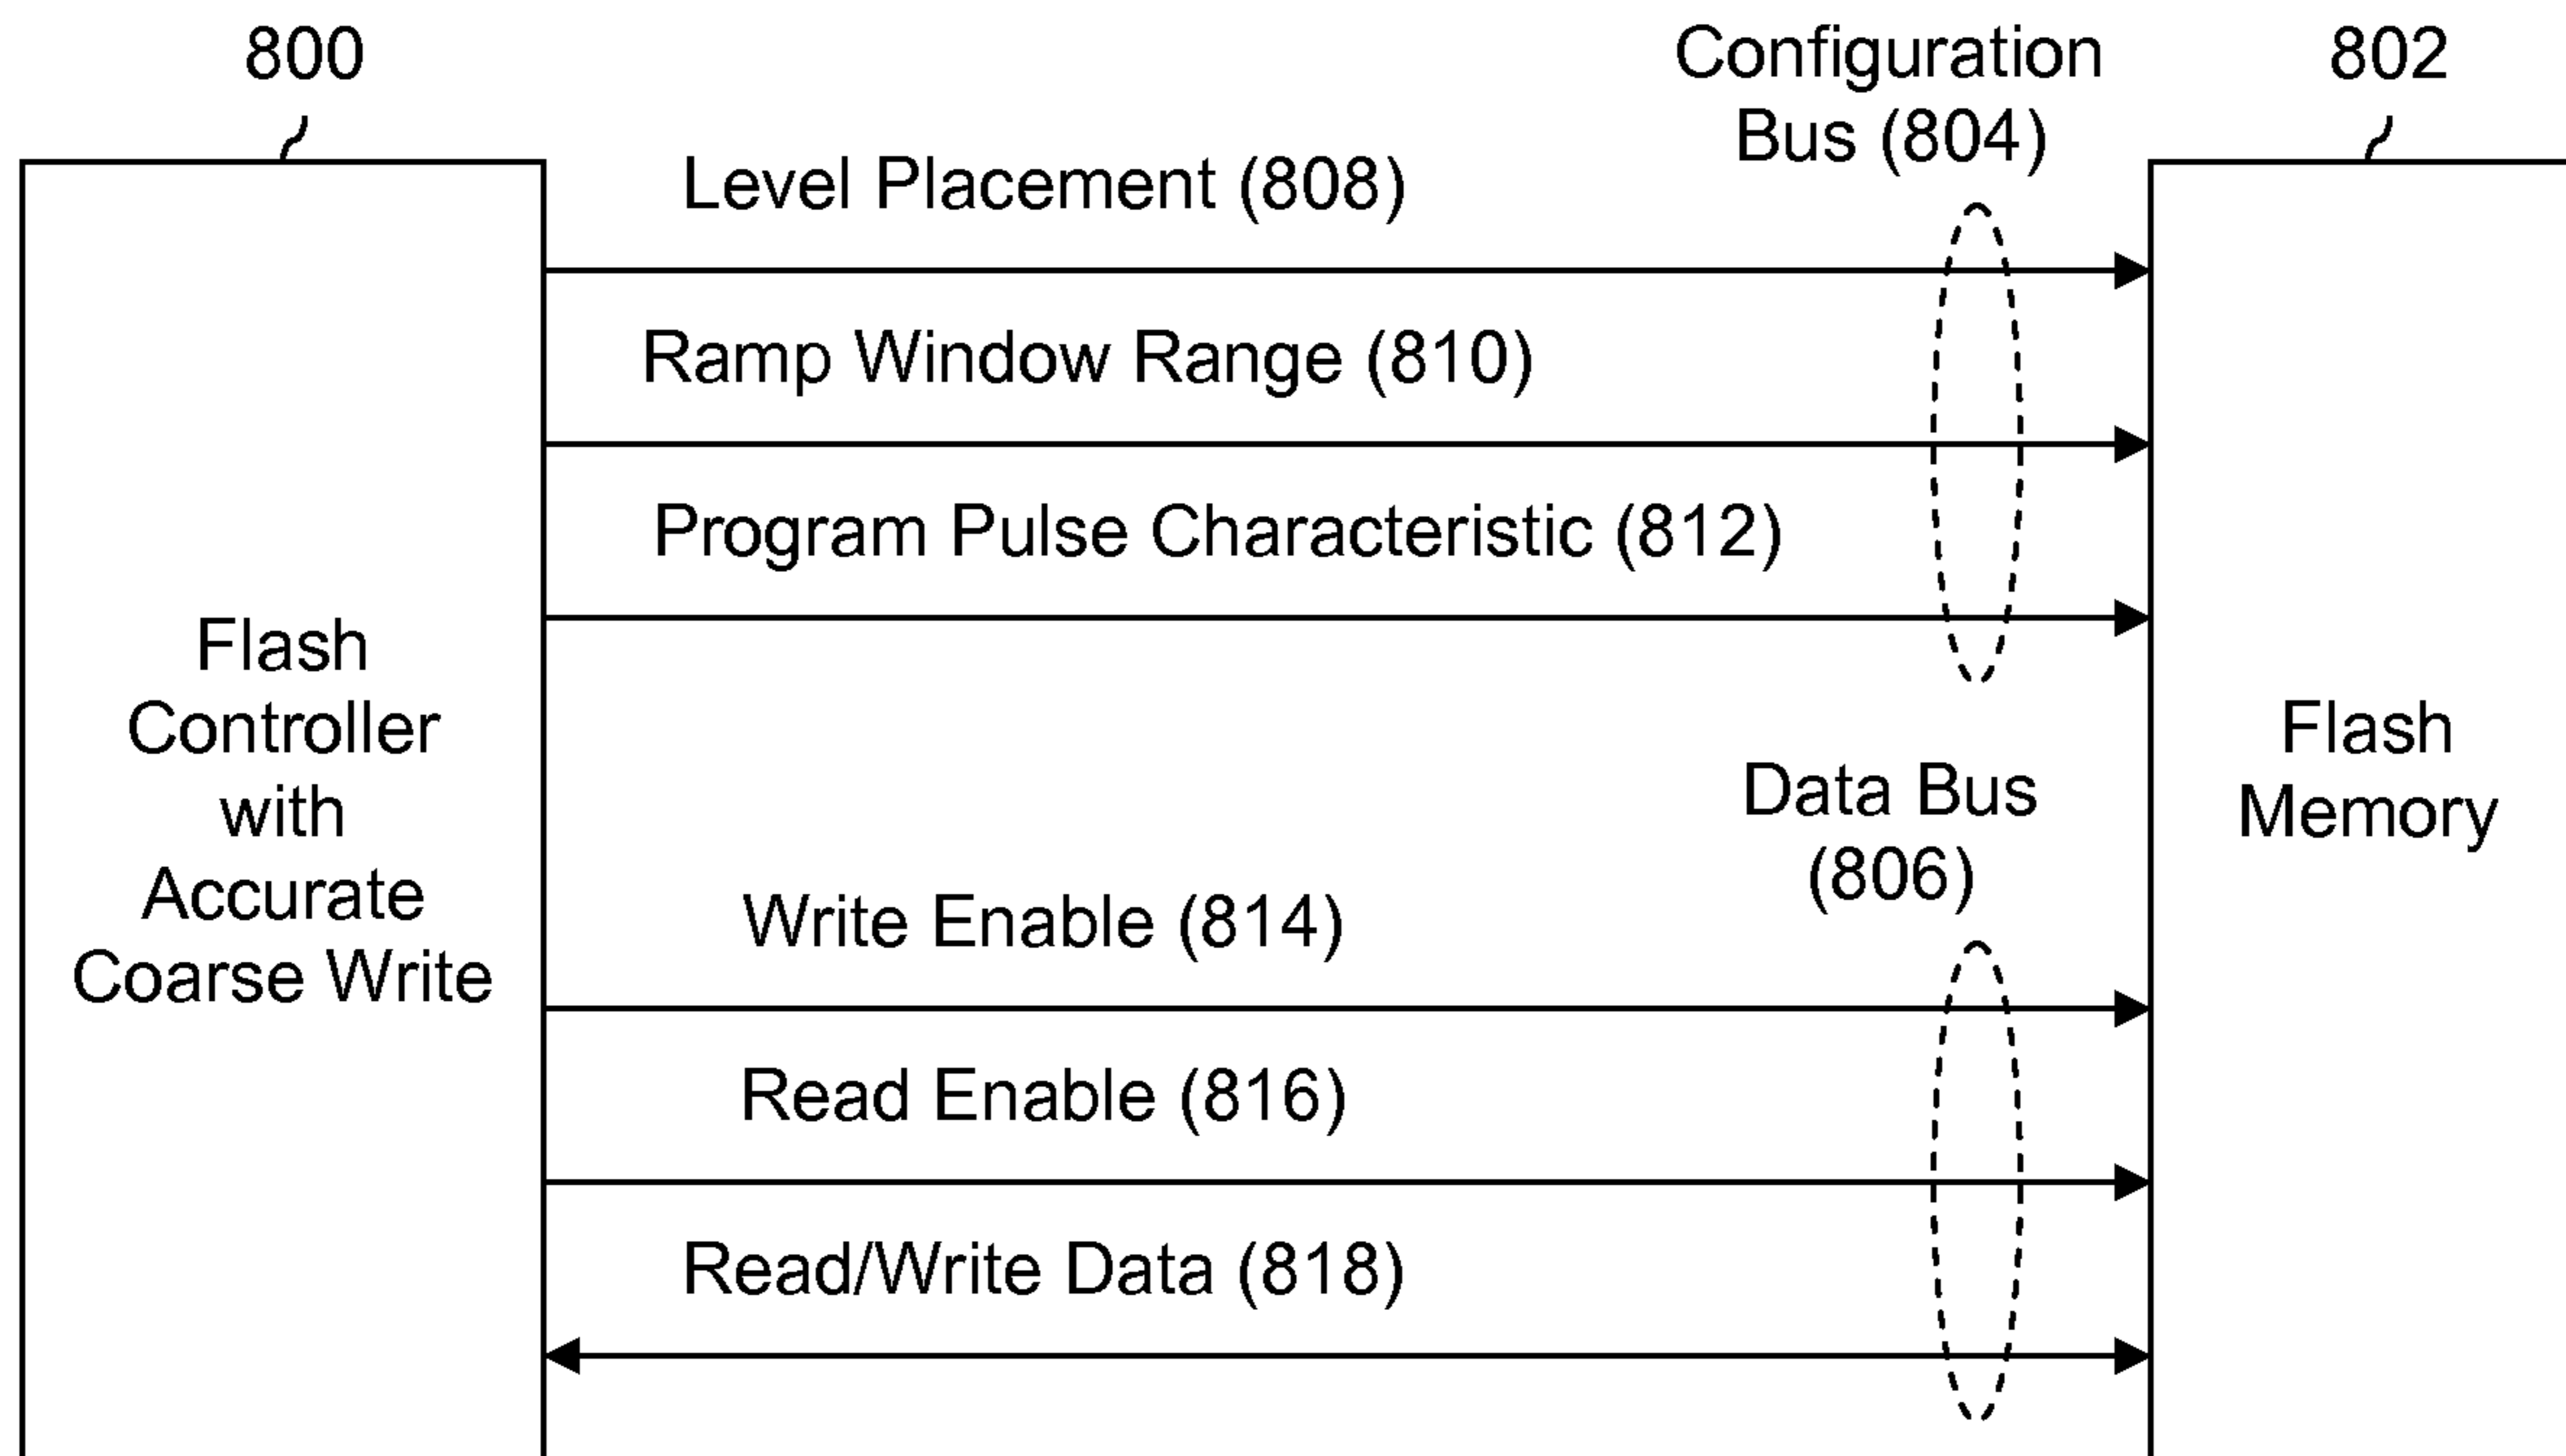 800
Configuration
Bus (804)
802
Level Placement (808)
Ramp Window Range (810)
Program Pulse Characteristic (812)
Flash
Controller
with
Accurate
Coarse Write
Flash
Memory
Data Bus
(806)
Write Enable (814)
Read Enable (816)
Read/Write Data (818)